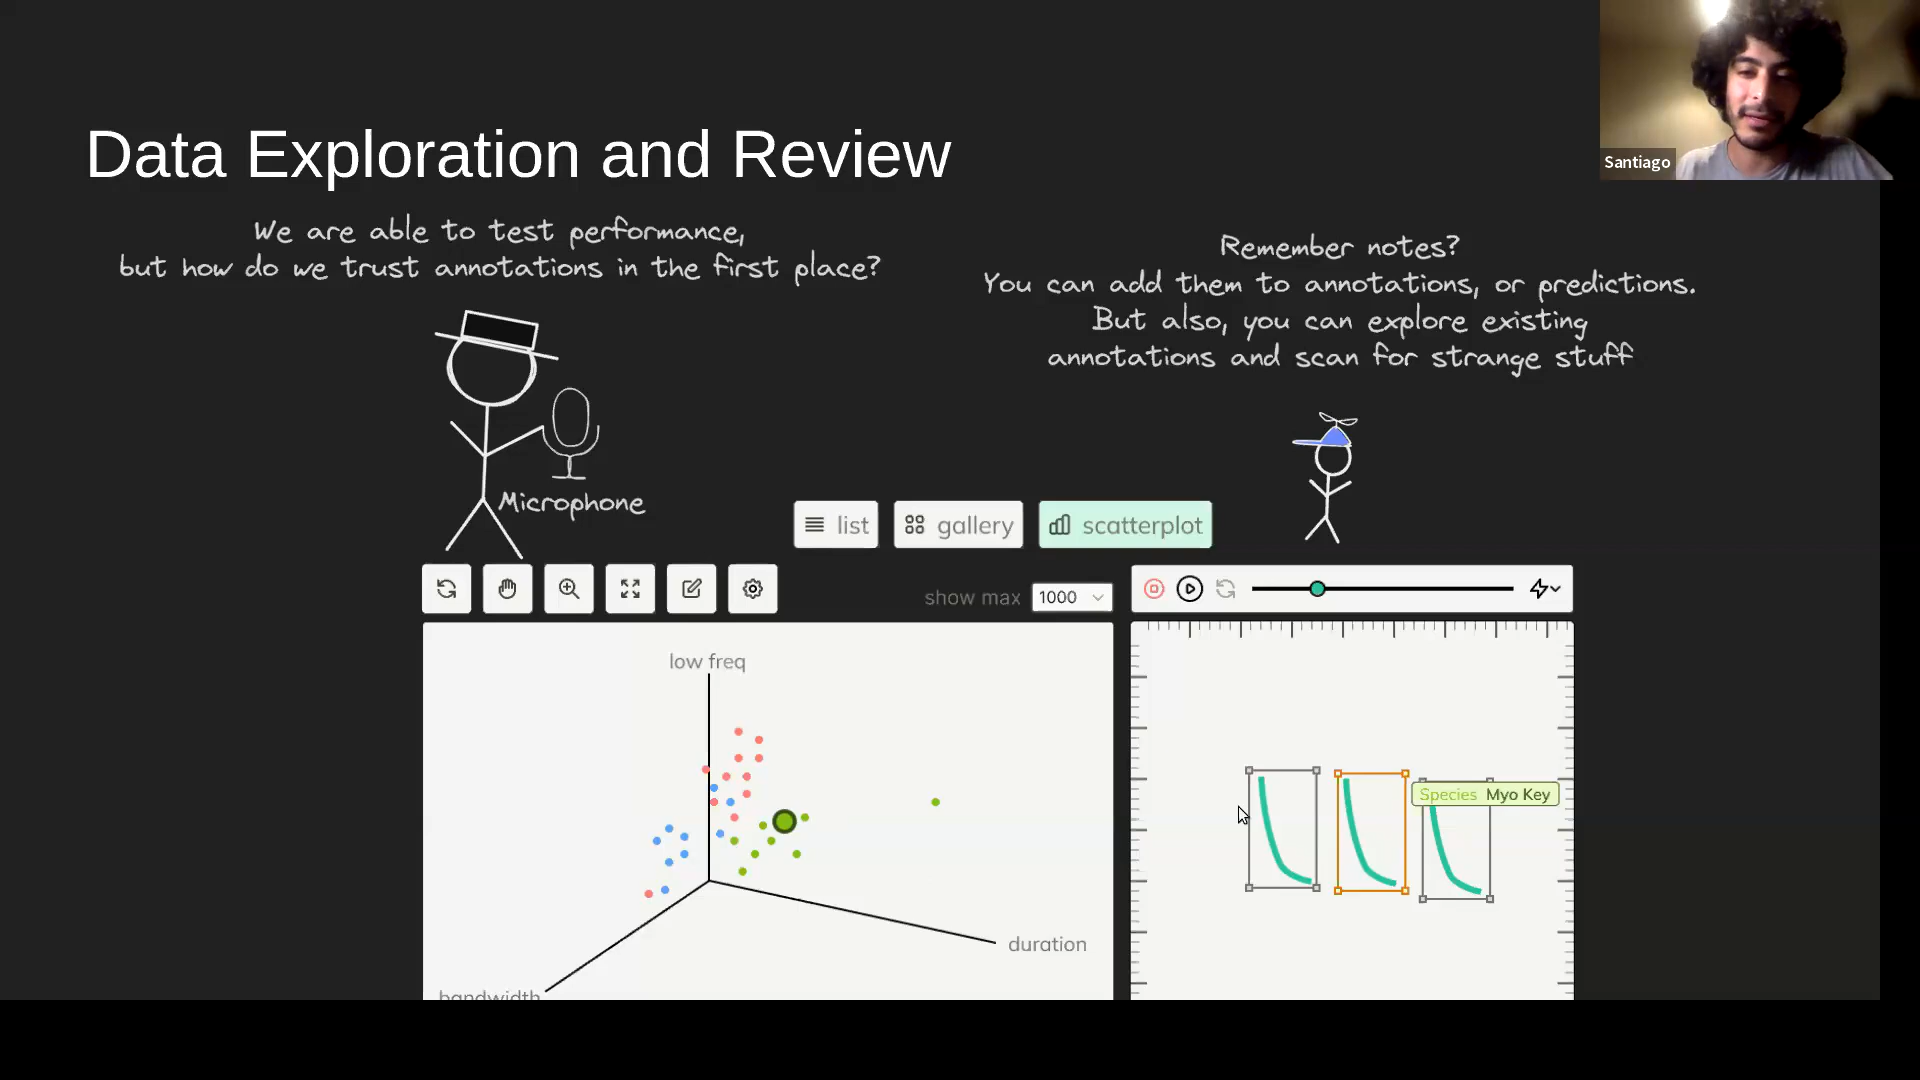 Santiago
Data Exploration and Review
We are able to test performance,
but how do we trust annotations in the first place?
Remember notes?
You can add them to annotations, or predictions.
But also, you can explore existing
annotations and scan for strange stuff
Microphone
list
gallery
scatterplot
show max
1000
low freq
duration
bandwidth
Species Myo Key